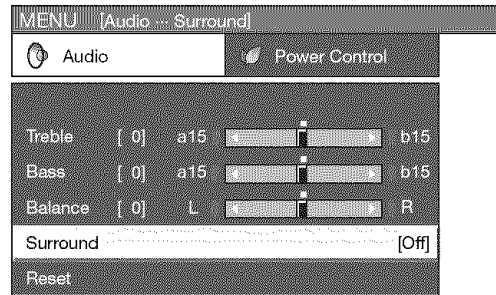 MENU [Audio ··· Surround]
Audio Power Control
Treble [ 0] a15 b15
Bass [ 0] a15 b15
Balance [ 0] L R
Surround [Off]
Reset